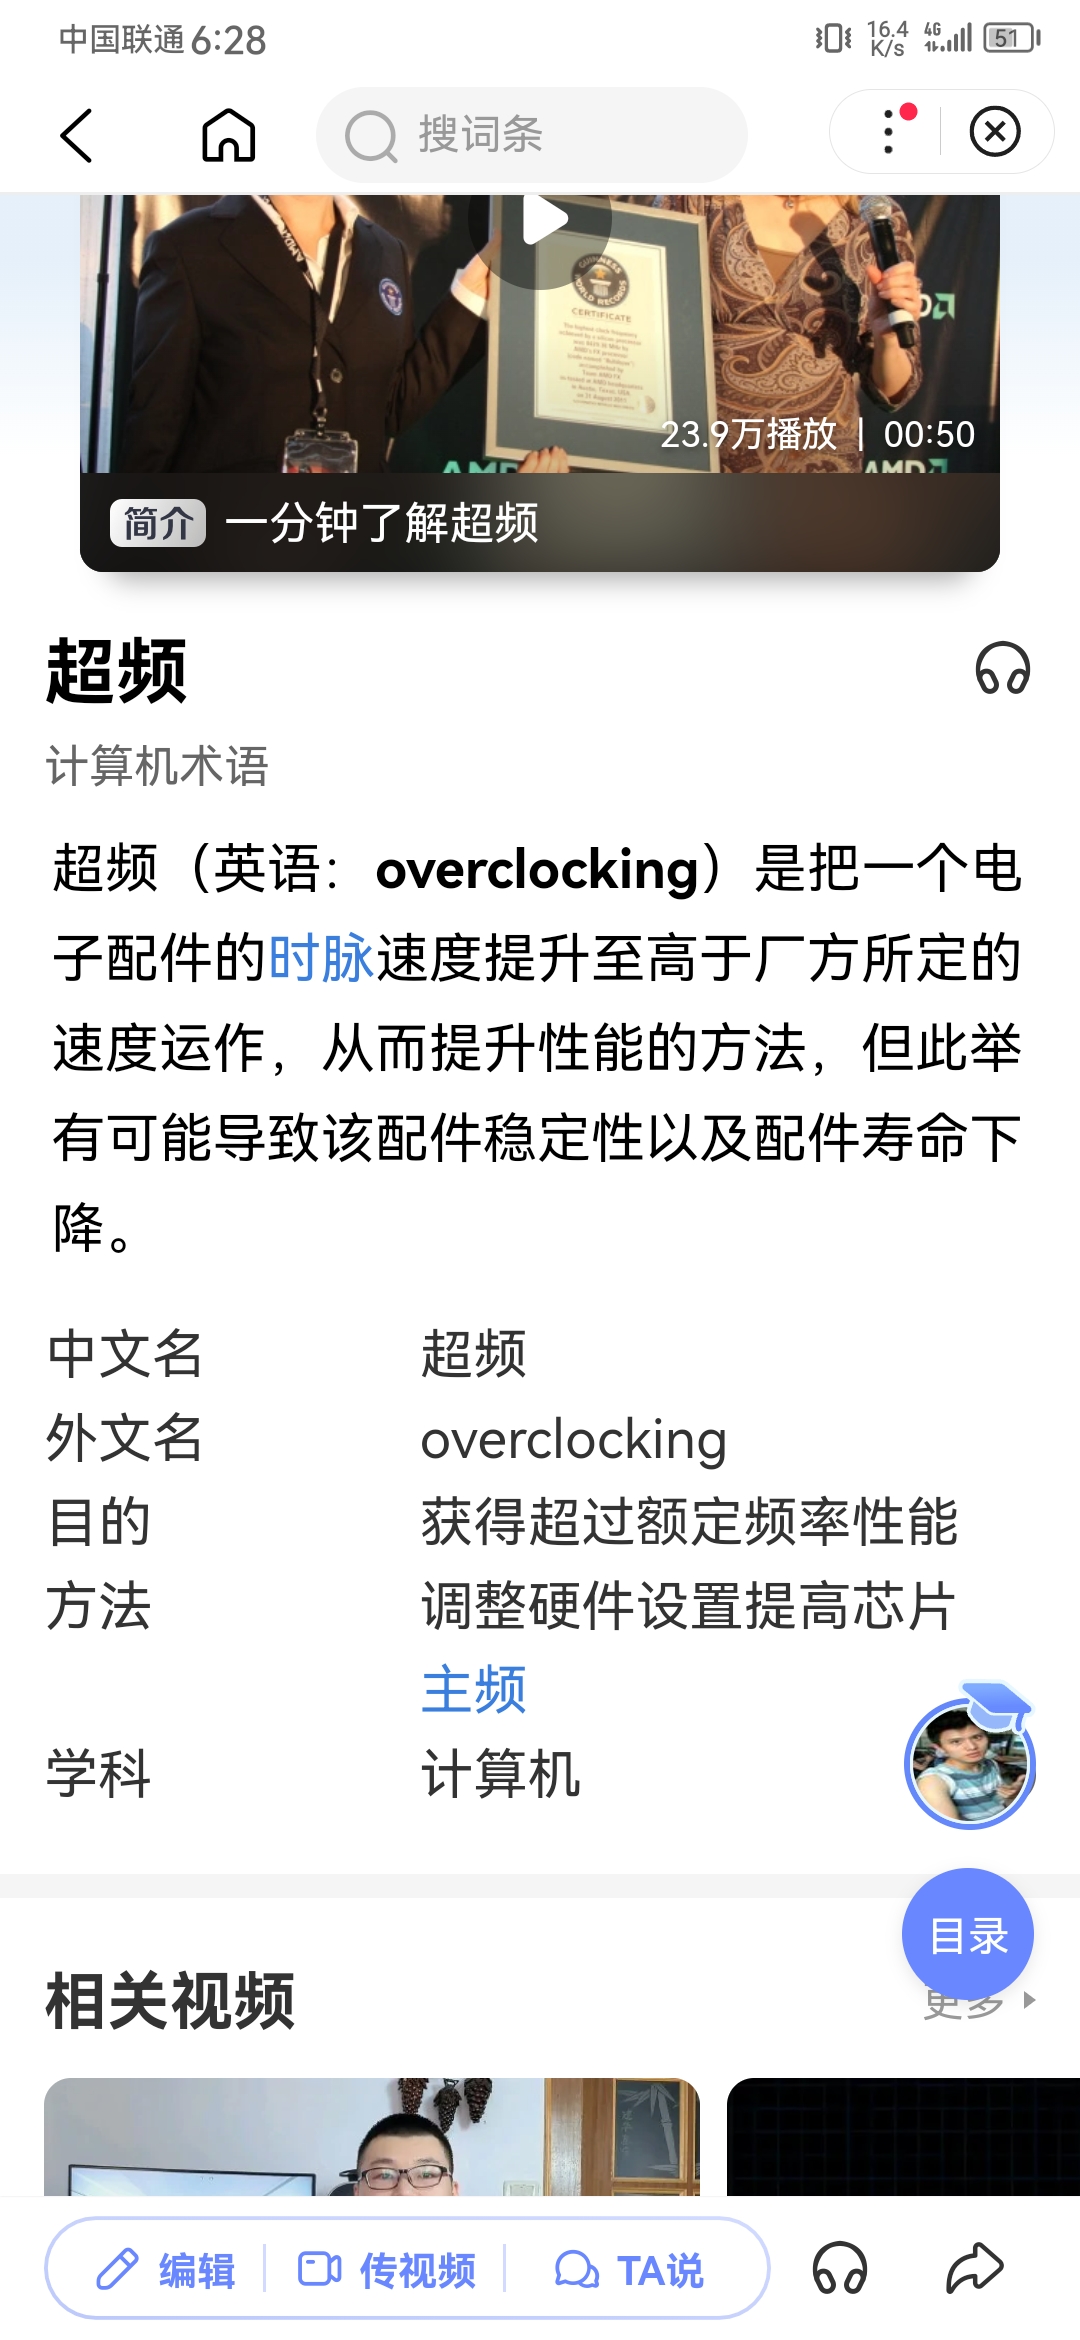 中国联通 6:28
16.4 K/s 4G 51
搜词条
GUINNESS WORLD RECORDS
CERTIFICATE
AMD
23.9万播放 | 00:50
AMD AMD
简介 一分钟了解超频
超频
计算机术语
超频（英语：overclocking）是把一个电
子配件的时脉速度提升至高于厂方所定的
速度运作，从而提升性能的方法，但此举
有可能导致该配件稳定性以及配件寿命下
降。
中文名 超频
外文名 overclocking
目的 获得超过额定频率性能
方法 调整硬件设置提高芯片
主频
学科 计算机
目录
相关视频 更多
编辑 传视频 TA说